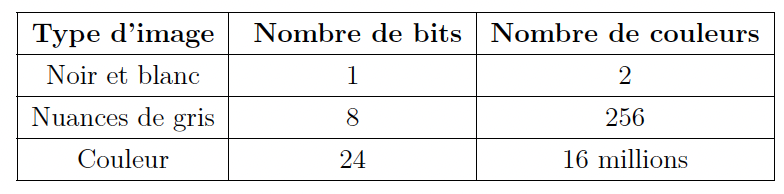 Type d'image Nombre de bits Nombre de couleurs
Noir et blanc 1 2
Nuances de gris 8 256
Couleur 24 16 millions